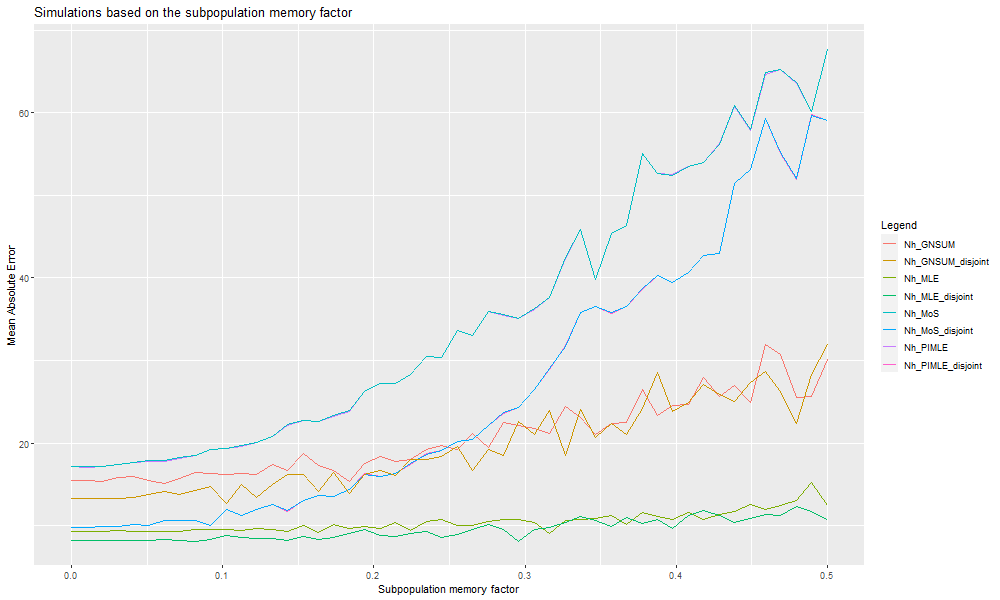 Simulations based on the subpopulation memory factor
Mean Absolute Error
60
40
20
0.0
0.1
0.2
0.3
0.4
0.5
Subpopulation memory factor
Legend
Nh_GNSUM
Nh_GNSUM_disjoint
Nh_MLE
Nh_MLE_disjoint
Nh_MoS
Nh_MoS_disjoint
Nh_PIMLE
Nh_PIMLE_disjoint